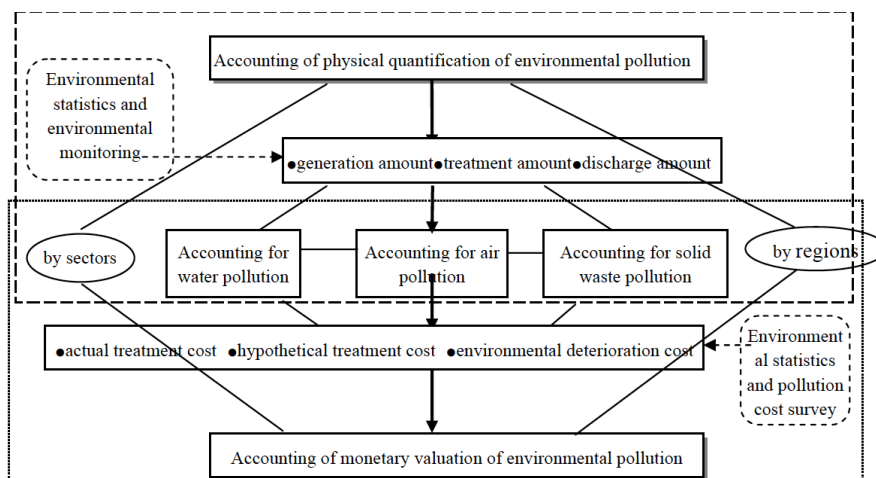 Accounting of physical quantification of environmental pollution
Environmental
statistics and
environmental
monitoring
●generation amount●treatment amount●discharge amount
by sectors
Accounting for
water pollution
Accounting for air
pollution
Accounting for solid
waste pollution
by regions
●actual treatment cost ●hypothetical treatment cost ●environmental deterioration cost
Environment
al statistics
and pollution
cost survey
Accounting of monetary valuation of environmental pollution